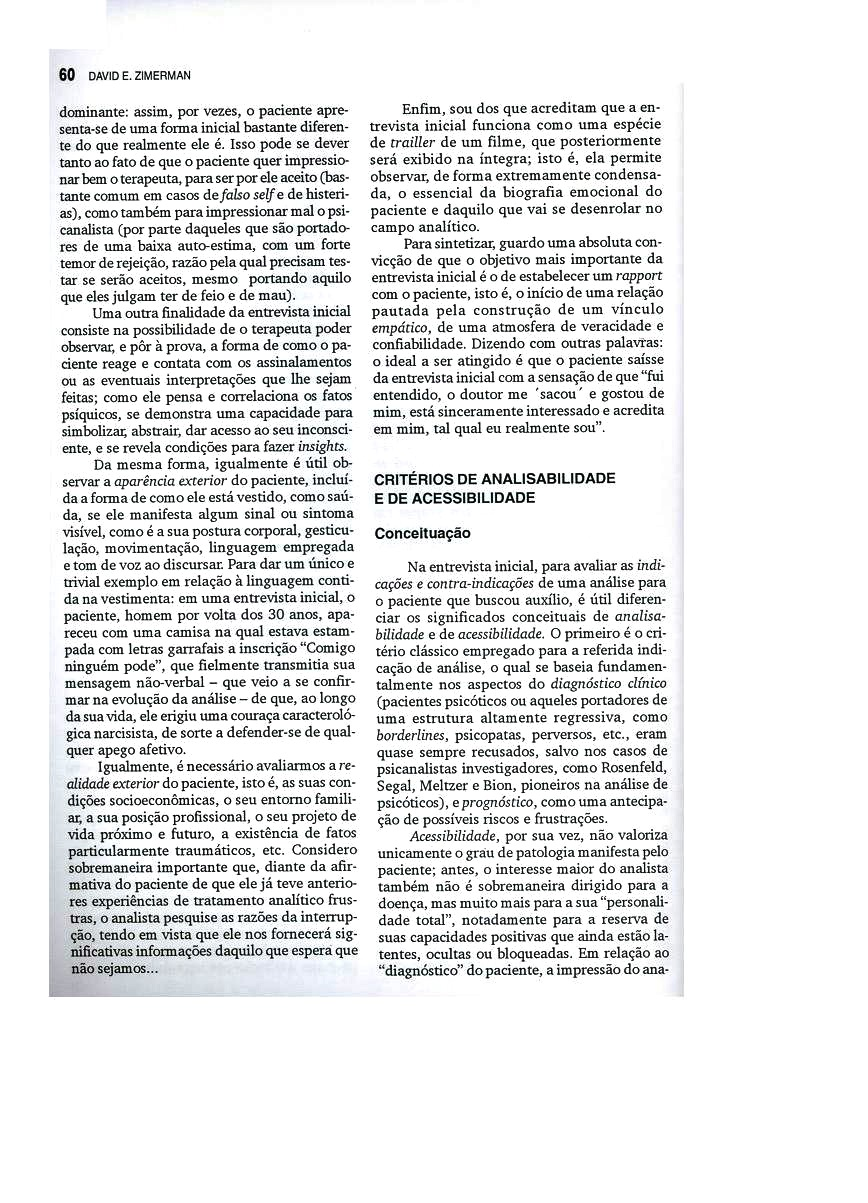 60 DAVID E. ZIMERMAN
dominante: assim, por vezes, o paciente apre-
senta-se de uma forma inicial bastante diferen-
te do que realmente ele é. Isso pode se dever
tanto ao fato de que o paciente quer impressio-
nar bem o terapeuta, para ser por ele aceito (bas-
tante comum em casos de falso self e de histeri-
as), como também para impressionar mal o psi-
canalista (por parte daqueles que são portado-
res de uma baixa auto-estima, com um forte
temor de rejeição, razão pela qual precisam tes-
tar se serão aceitos, mesmo portando aquilo
que eles julgam ter de feio e de mau).
Uma outra finalidade da entrevista inicial
consiste na possibilidade de o terapeuta poder
observar, e pôr à prova, a forma de como o pa-
ciente reage e contata com os assinalamentos
ou as eventuais interpretações que lhe sejam
feitas; como ele pensa e correlaciona os fatos
psíquicos, se demonstra uma capacidade para
simbolizar, abstrair, dar acesso ao seu inconsci-
ente, e se revela condições para fazer insights.
Da mesma forma, igualmente é útil ob-
servar a aparência exterior do paciente, incluí-
da a forma de como ele está vestido, como saú-
da, se ele manifesta algum sinal ou sintoma
visível, como é a sua postura corporal, gesticu-
lação, movimentação, linguagem empregada
e tom de voz ao discursar. Para dar um único e
trivial exemplo em relação à linguagem conti-
da na vestimenta: em uma entrevista inicial, o
paciente, homem por volta dos 30 anos, apa-
receu com uma camisa na qual estava estam-
pada com letras garrafais a inscrição “Comigo
ninguém pode”, que fielmente transmitia sua
mensagem não-verbal – que veio a se confir-
mar na evolução da análise – de que, ao longo
da sua vida, ele erigiu uma couraça caracteroló-
gica narcisista, de sorte a defender-se de qual-
quer apego afetivo.
Igualmente, é necessário avaliarmos a re-
alidade exterior do paciente, isto é, as suas con-
dições socioeconômicas, o seu entorno famili-
ar, a sua posição profissional, o seu projeto de
vida próximo e futuro, a existência de fatos
particularmente traumáticos, etc. Considero
sobremaneira importante que, diante da afir-
mativa do paciente de que ele já teve anterio-
res experiências de tratamento analítico frus-
tras, o analista pesquise as razões da interrup-
ção, tendo em vista que ele nos fornecerá sig-
nificativas informações daquilo que espera que
não sejamos...
Enfim, sou dos que acreditam que a en-
trevista inicial funciona como uma espécie
de trailler de um filme, que posteriormente
será exibido na íntegra; isto é, ela permite
observar, de forma extremamente condensa-
da, o essencial da biografia emocional do
paciente e daquilo que vai se desenrolar no
campo analítico.
Para sintetizar, guardo uma absoluta con-
vicção de que o objetivo mais importante da
entrevista inicial é o de estabelecer um rapport
com o paciente, isto é, o início de uma relação
pautada pela construção de um vínculo
empático, de uma atmosfera de veracidade e
confiabilidade. Dizendo com outras palavras:
o ideal a ser atingido é que o paciente saísse
da entrevista inicial com a sensação de que “fui
entendido, o doutor me ´sacou´ e gostou de
mim, está sinceramente interessado e acredita
em mim, tal qual eu realmente sou”.
CRITÉRIOS DE ANALISABILIDADE
E DE ACESSIBILIDADE
Conceituação
Na entrevista inicial, para avaliar as indi-
cações e contra-indicações de uma análise para
o paciente que buscou auxílio, é útil diferen-
ciar os significados conceituais de analisa-
bilidade e de acessibilidade. O primeiro é o cri-
tério clássico empregado para a referida indi-
cação de análise, o qual se baseia fundamen-
talmente nos aspectos do diagnóstico clínico
(pacientes psicóticos ou aqueles portadores de
uma estrutura altamente regressiva, como
borderlines, psicopatas, perversos, etc., eram
quase sempre recusados, salvo nos casos de
psicanalistas investigadores, como Rosenfeld,
Segal, Meltzer e Bion, pioneiros na análise de
psicóticos), e prognóstico, como uma antecipa-
ção de possíveis riscos e frustrações.
Acessibilidade, por sua vez, não valoriza
unicamente o grau de patologia manifesta pelo
paciente; antes, o interesse maior do analista
também não é sobremaneira dirigido para a
doença, mas muito mais para a sua “personali-
dade total”, notadamente para a reserva de
suas capacidades positivas que ainda estão la-
tentes, ocultas ou bloqueadas. Em relação ao
“diagnóstico” do paciente, a impressão do ana-